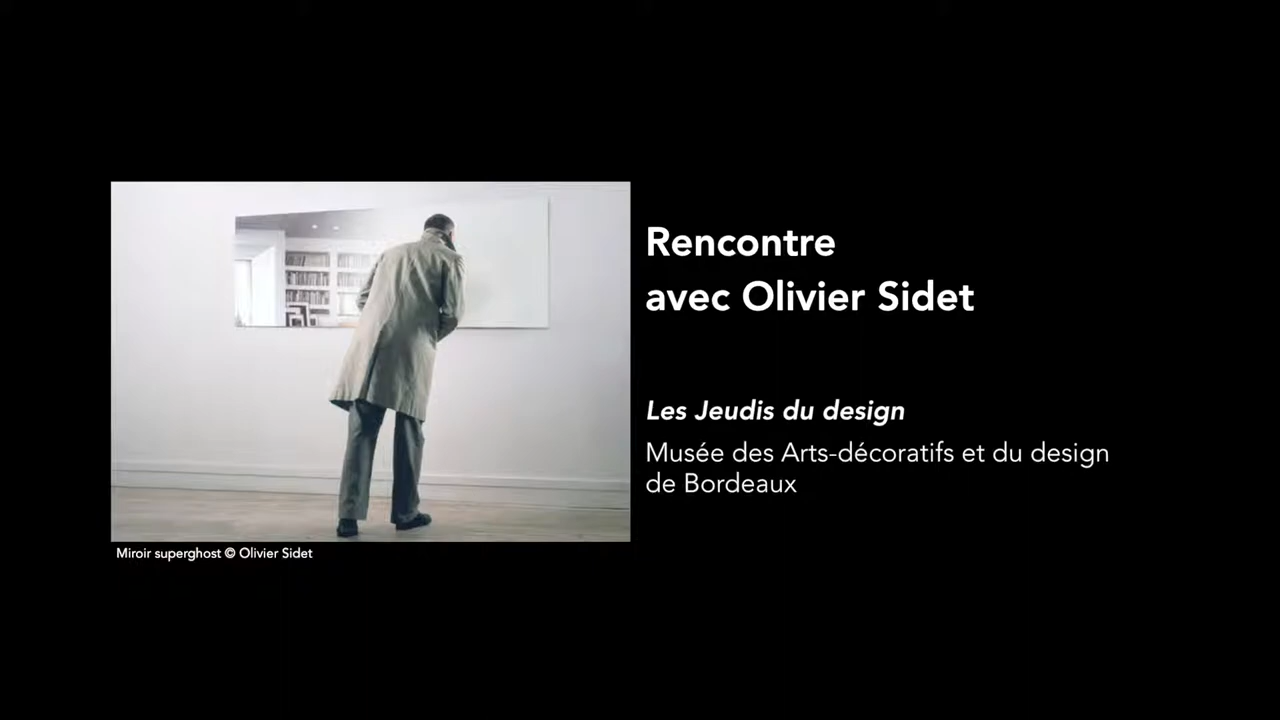 Rencontre
avec Olivier Sidet
Les Jeudis du design
Musée des Arts-décoratifs et du design
de Bordeaux
Miroir superghost © Olivier Sidet